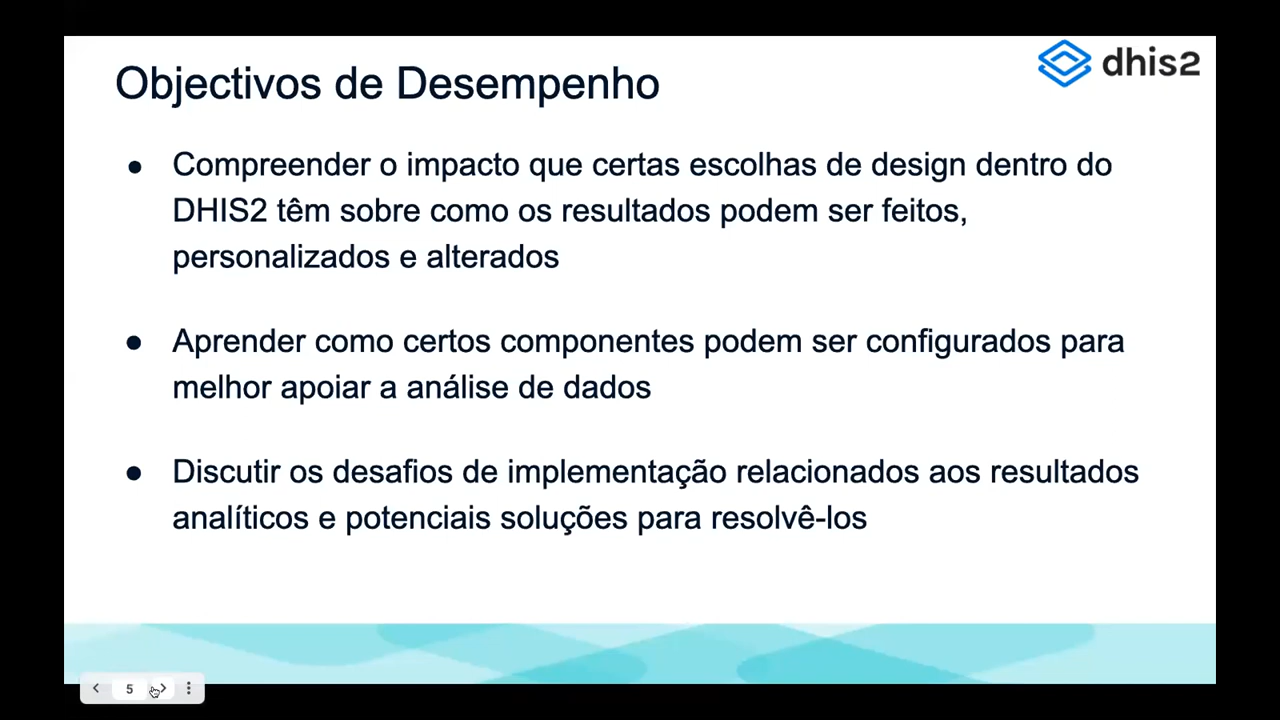 dhis2
Objectivos de Desempenho
● Compreender o impacto que certas escolhas de design dentro do
DHIS2 têm sobre como os resultados podem ser feitos,
personalizados e alterados
● Aprender como certos componentes podem ser configurados para
melhor apoiar a análise de dados
● Discutir os desafios de implementação relacionados aos resultados
analíticos e potenciais soluções para resolvê-los
5